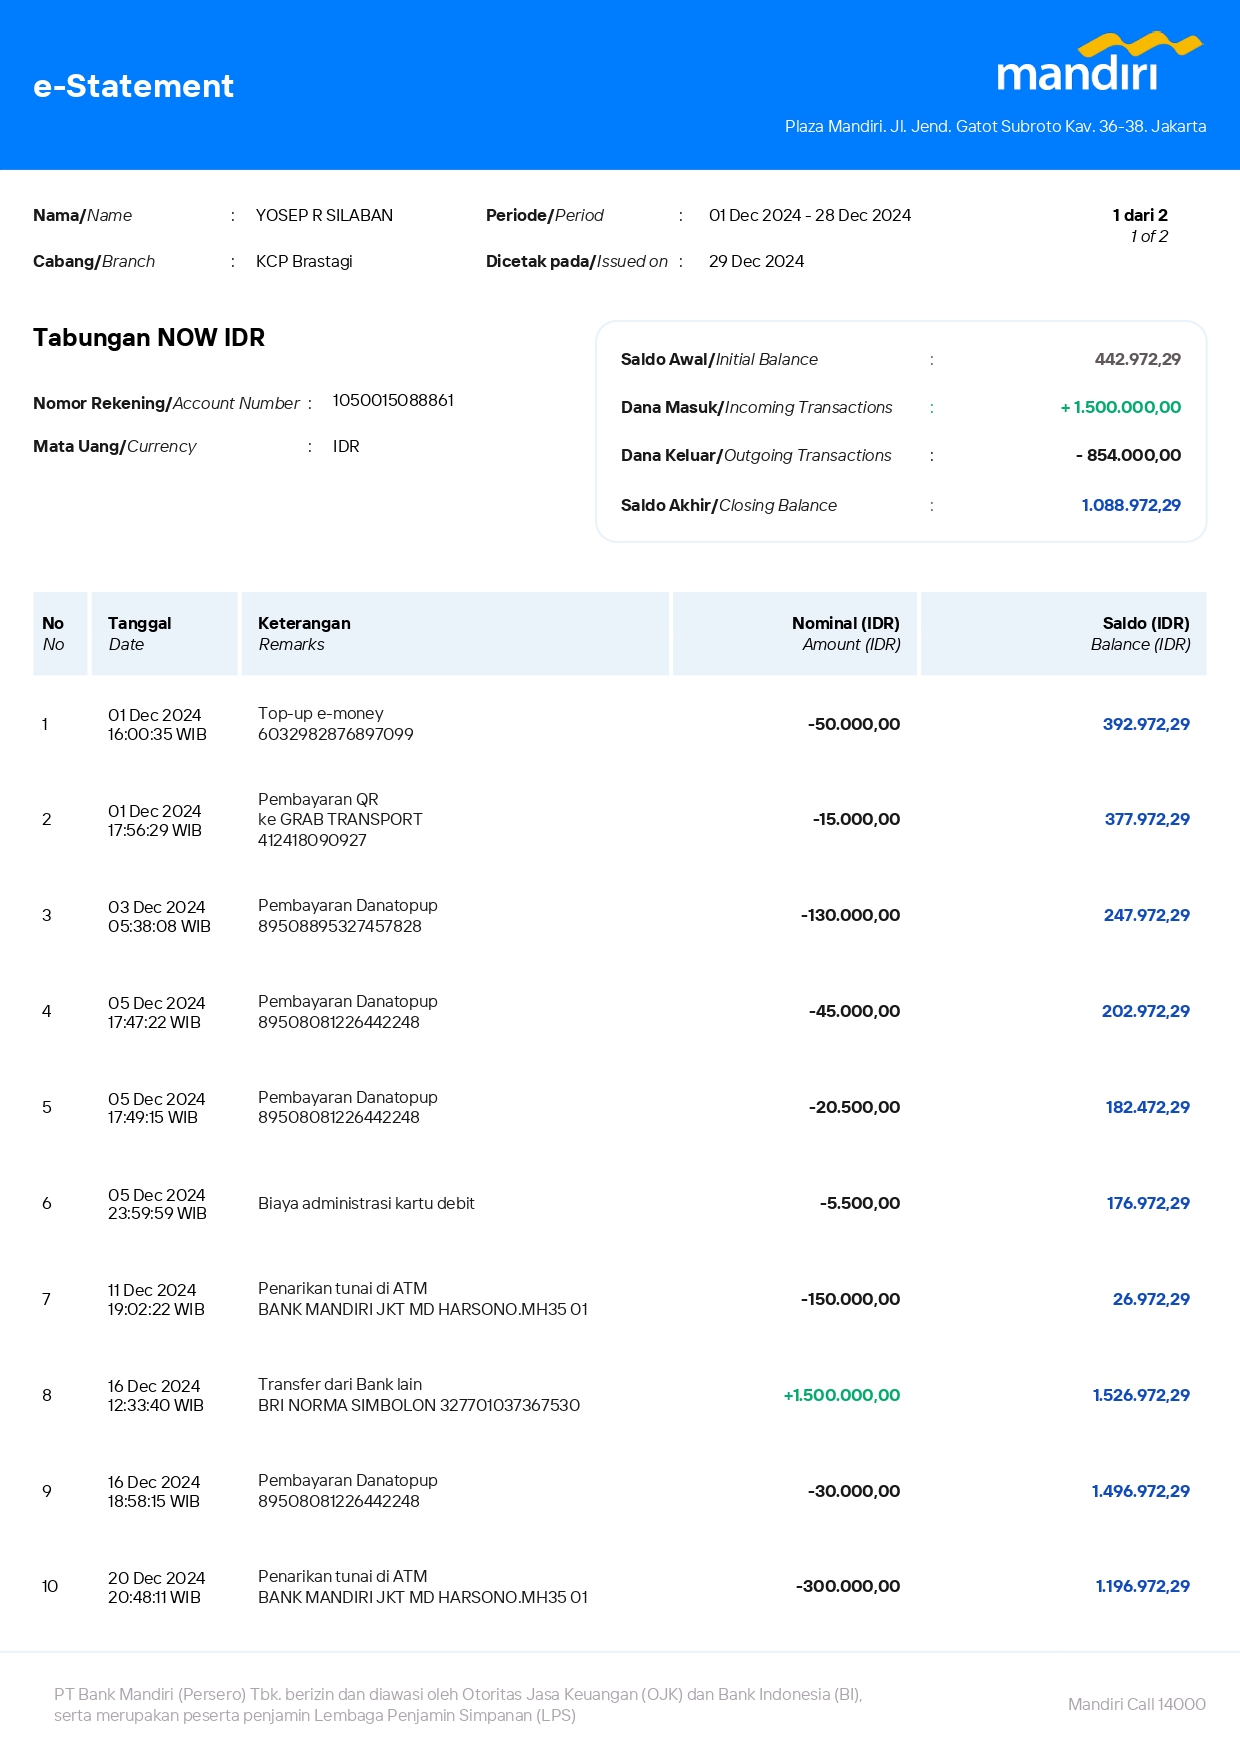 e-Statement
mandiri
Plaza Mandiri. Jl. Jend. Gatot Subroto Kav. 36-38. Jakarta
Nama/Name : YOSEP R SILABAN Periode/Period : 01 Dec 2024 - 28 Dec 2024 1 dari 2
1 of 2
Cabang/Branch : KCP Brastagi Dicetak pada/Issued on : 29 Dec 2024
Tabungan NOW IDR
Nomor Rekening/Account Number : 1050015088861
Mata Uang/Currency : IDR
Saldo Awal/Initial Balance : 442.972,29
Dana Masuk/Incoming Transactions : + 1.500.000,00
Dana Keluar/Outgoing Transactions : - 854.000,00
Saldo Akhir/Closing Balance : 1.088.972,29
No Tanggal Keterangan Nominal (IDR) Saldo (IDR)
No Date Remarks Amount (IDR) Balance (IDR)
1 01 Dec 2024 Top-up e-money -50.000,00 392.972,29
16:00:35 WIB 6032982876897099
Pembayaran QR
2 01 Dec 2024 ke GRAB TRANSPORT -15.000,00 377.972,29
17:56:29 WIB 412418090927
3 03 Dec 2024 Pembayaran Danatopup -130.000,00 247.972,29
05:38:08 WIB 89508895327457828
4 05 Dec 2024 Pembayaran Danatopup -45.000,00 202.972,29
17:47:22 WIB 89508081226442248
5 05 Dec 2024 Pembayaran Danatopup -20.500,00 182.472,29
17:49:15 WIB 89508081226442248
6 05 Dec 2024 Biaya administrasi kartu debit -5.500,00 176.972,29
23:59:59 WIB
7 11 Dec 2024 Penarikan tunai di ATM -150.000,00 26.972,29
19:02:22 WIB BANK MANDIRI JKT MD HARSONO.MH35 01
8 16 Dec 2024 Transfer dari Bank lain +1.500.000,00 1.526.972,29
12:33:40 WIB BRI NORMA SIMBOLON 327701037367530
9 16 Dec 2024 Pembayaran Danatopup -30.000,00 1.496.972,29
18:58:15 WIB 89508081226442248
10 20 Dec 2024 Penarikan tunai di ATM -300.000,00 1.196.972,29
20:48:11 WIB BANK MANDIRI JKT MD HARSONO.MH35 01
PT Bank Mandiri (Persero) Tbk. berizin dan diawasi oleh Otoritas Jasa Keuangan (OJK) dan Bank Indonesia (BI),
serta merupakan peserta penjamin Lembaga Penjamin Simpanan (LPS)
Mandiri Call 14000